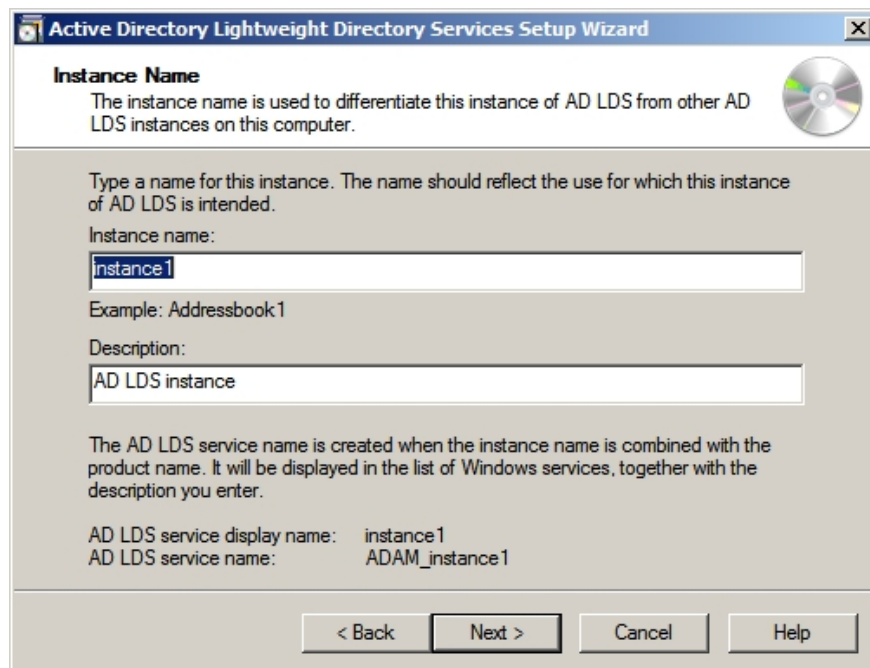 Active Directory Lightweight Directory Services Setup Wizard
Instance Name
The instance name is used to differentiate this instance of AD LDS from other AD
LDS instances on this computer.
Type a name for this instance. The name should reflect the use for which this instance
of AD LDS is intended.
Instance name:
instance1
Example: Addressbook1
Description:
AD LDS instance
The AD LDS service name is created when the instance name is combined with the
product name. It will be displayed in the list of Windows services, together with the
description you enter.
AD LDS service display name: instance1
AD LDS service name: ADAM_instance1
< Back Next > Cancel Help